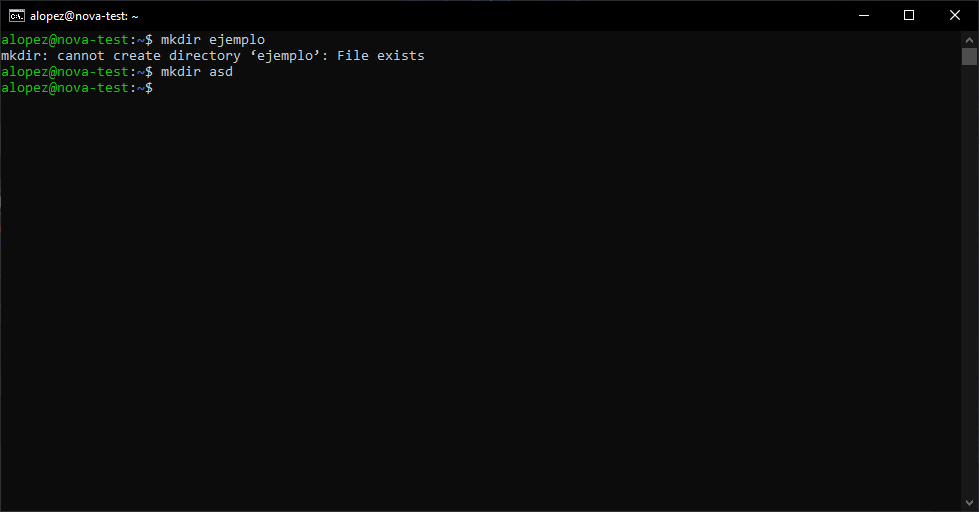 alopez@nova-test: ~
alopez@nova-test:~$ mkdir ejemplo
mkdir: cannot create directory ‘ejemplo’: File exists
alopez@nova-test:~$ mkdir asd
alopez@nova-test:~$